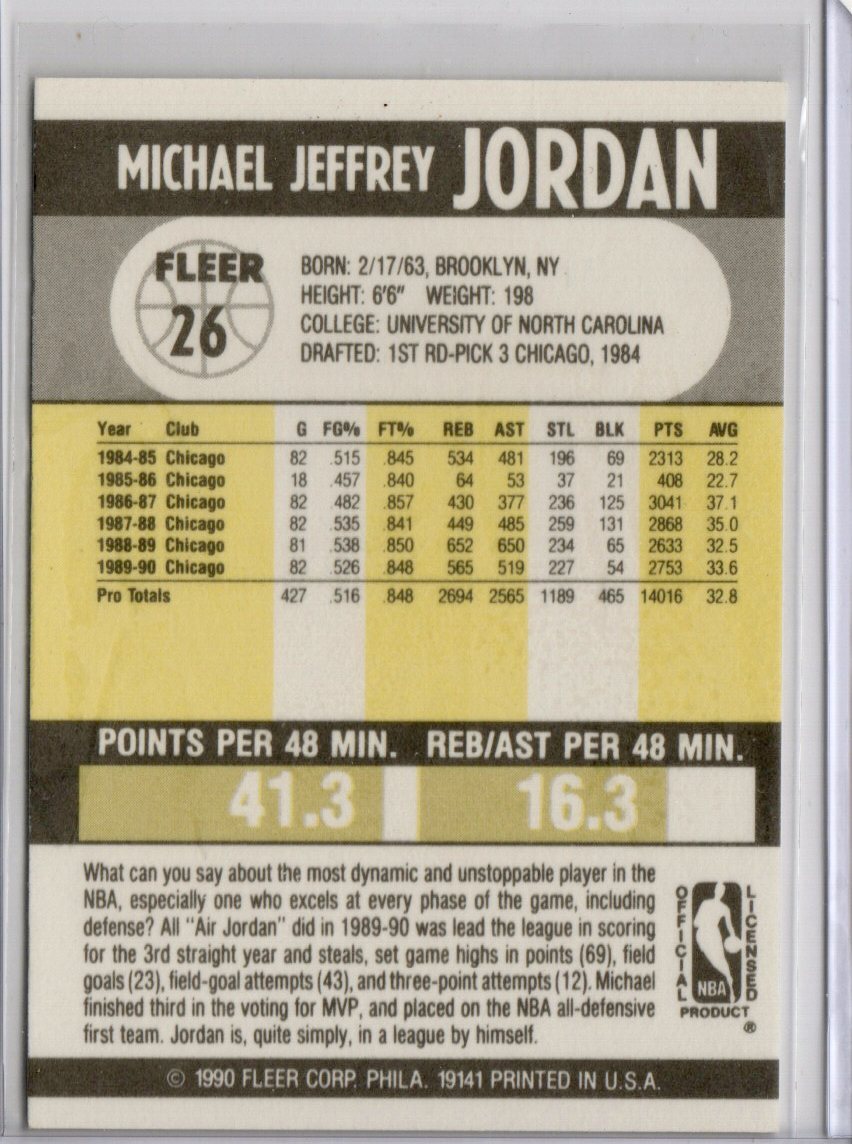 MICHAEL JEFFREY JORDAN
FLEER
26
BORN: 2/17/63, BROOKLYN, NY
HEIGHT: 6'6" WEIGHT: 198
COLLEGE: UNIVERSITY OF NORTH CAROLINA
DRAFTED: 1ST RD-PICK 3 CHICAGO, 1984
Year Club G FG% FT% REB AST STL BLK PTS AVG
1984-85 Chicago 82 .515 .845 534 481 196 69 2313 28.2
1985-86 Chicago 18 .457 .840 64 53 37 21 408 22.7
1986-87 Chicago 82 .482 .857 430 377 236 125 3041 37.1
1987-88 Chicago 82 .535 .841 449 485 259 131 2868 35.0
1988-89 Chicago 81 .538 .850 652 650 234 65 2633 32.5
1989-90 Chicago 82 .526 .848 565 519 227 54 2753 33.6
Pro Totals 427 .516 .848 2694 2565 1189 465 14016 32.8
POINTS PER 48 MIN. REB/AST PER 48 MIN.
41.3 16.3
What can you say about the most dynamic and unstoppable player in the
NBA, especially one who excels at every phase of the game, including
defense? All "Air Jordan" did in 1989-90 was lead the league in scoring
for the 3rd straight year and steals, set game highs in points (69), field
goals (23), field-goal attempts (43), and three-point attempts (12). Michael
finished third in the voting for MVP, and placed on the NBA all-defensive
first team. Jordan is, quite simply, in a league by himself.
OFFICIAL
LICENSED
NBA
PRODUCT
®
© 1990 FLEER CORP. PHILA. 19141 PRINTED IN U.S.A.